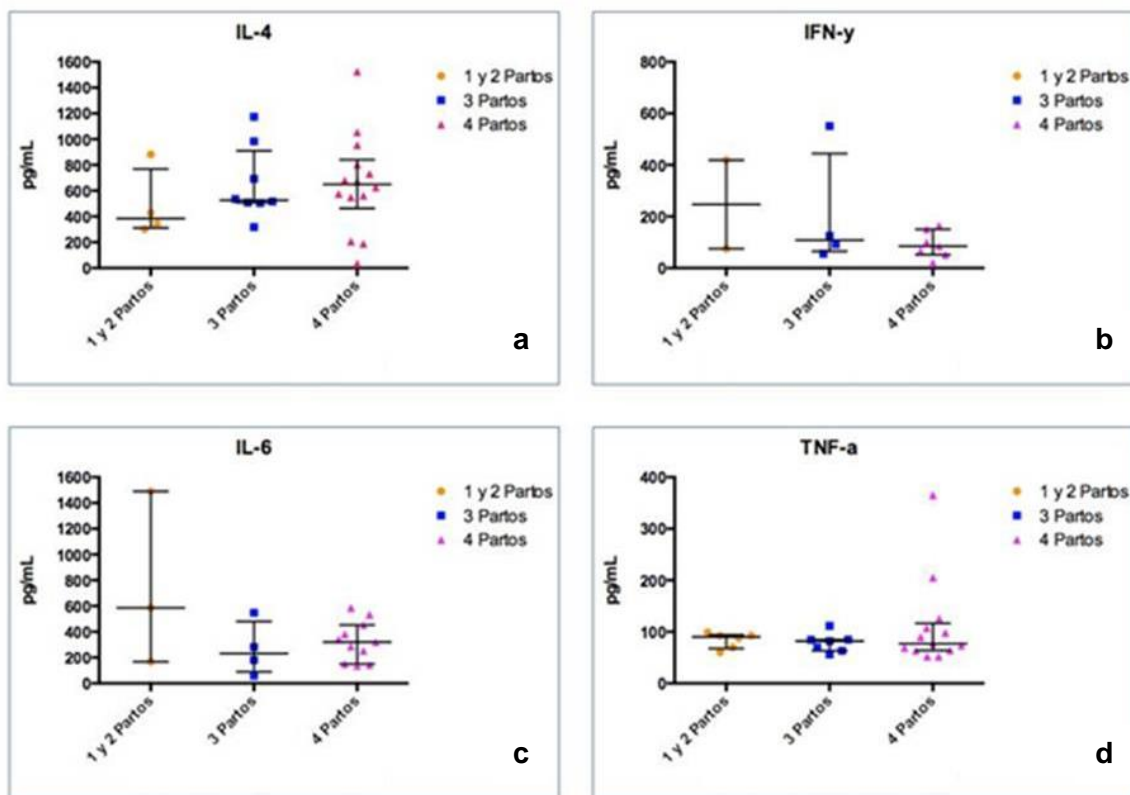 IL-4
1600
1400
1200
1000
800
600
400
200
0
pg/mL
1 y 2 Partos
3 Partos
4 Partos
1 y 2 Partos
3 Partos
4 Partos
a
IFN-y
800
600
400
200
0
pg/mL
1 y 2 Partos
3 Partos
4 Partos
1 y 2 Partos
3 Partos
4 Partos
b
IL-6
1600
1400
1200
1000
800
600
400
200
0
pg/mL
1 y 2 Partos
3 Partos
4 Partos
1 y 2 Partos
3 Partos
4 Partos
c
TNF-a
400
300
200
100
0
pg/mL
1 y 2 Partos
3 Partos
4 Partos
1 y 2 Partos
3 Partos
4 Partos
d